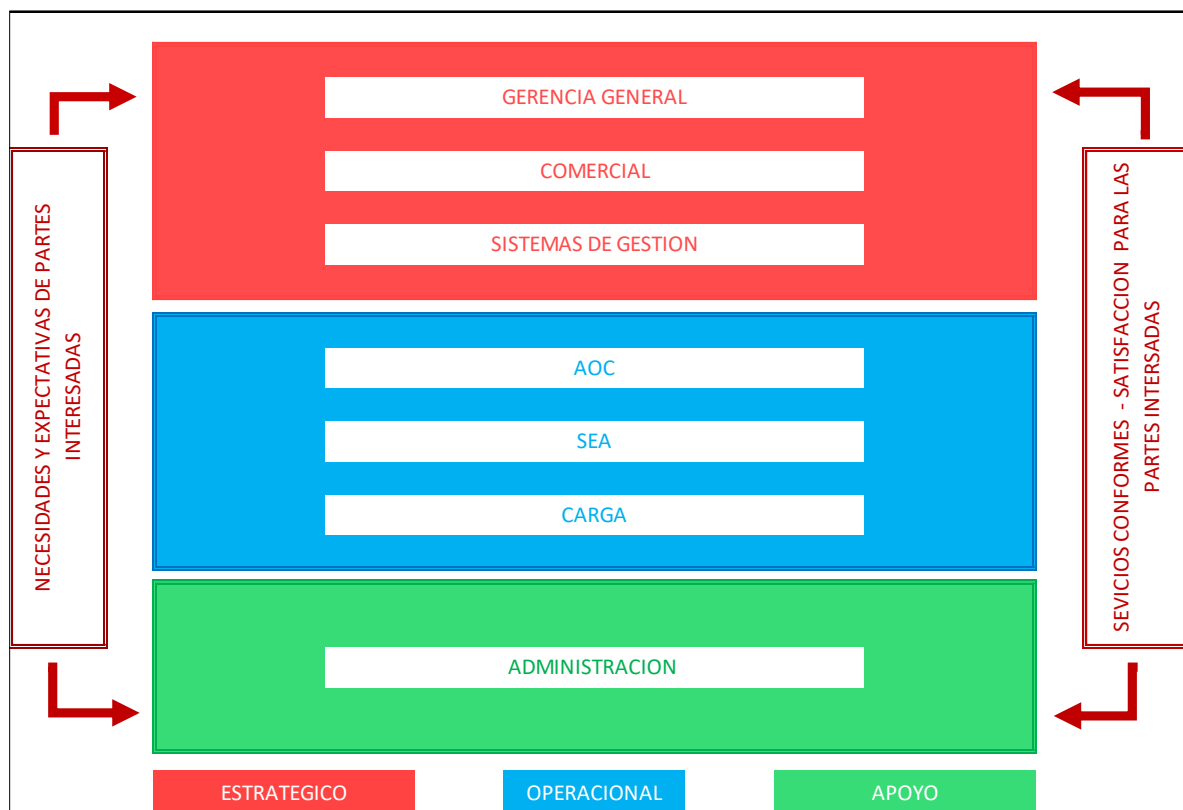 GERENCIA GENERAL
COMERCIAL
SISTEMAS DE GESTION
NECESIDADES Y EXPECTATIVAS DE PARTES
INTERESADAS
SEVICIOS CONFORMES - SATISFACCION PARA LAS
PARTES INTERSADAS
AOC
SEA
CARGA
ADMINISTRACION
ESTRATEGICO
OPERACIONAL
APOYO